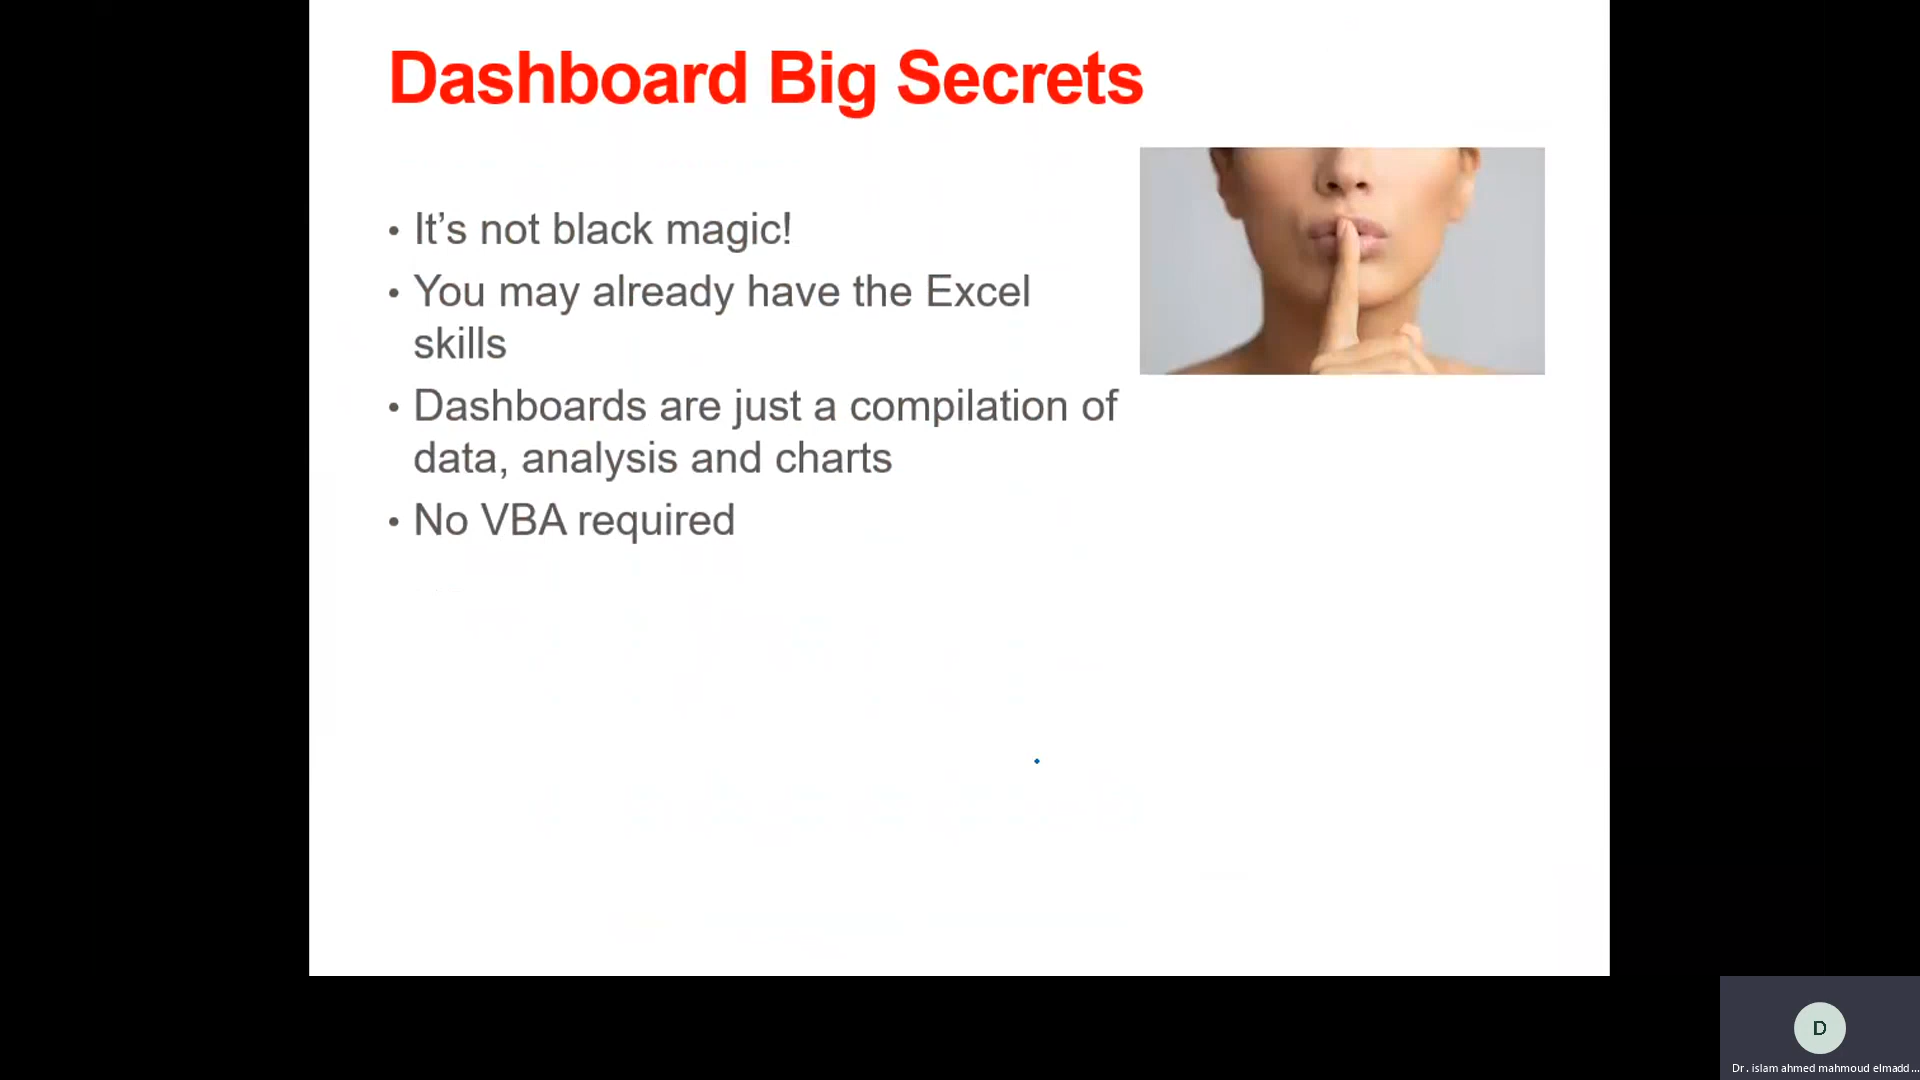 Dashboard Big Secrets
• It’s not black magic!
• You may already have the Excel
skills
• Dashboards are just a compilation of
data, analysis and charts
• No VBA required
D
Dr. islam ahmed mahmoud elmadd...